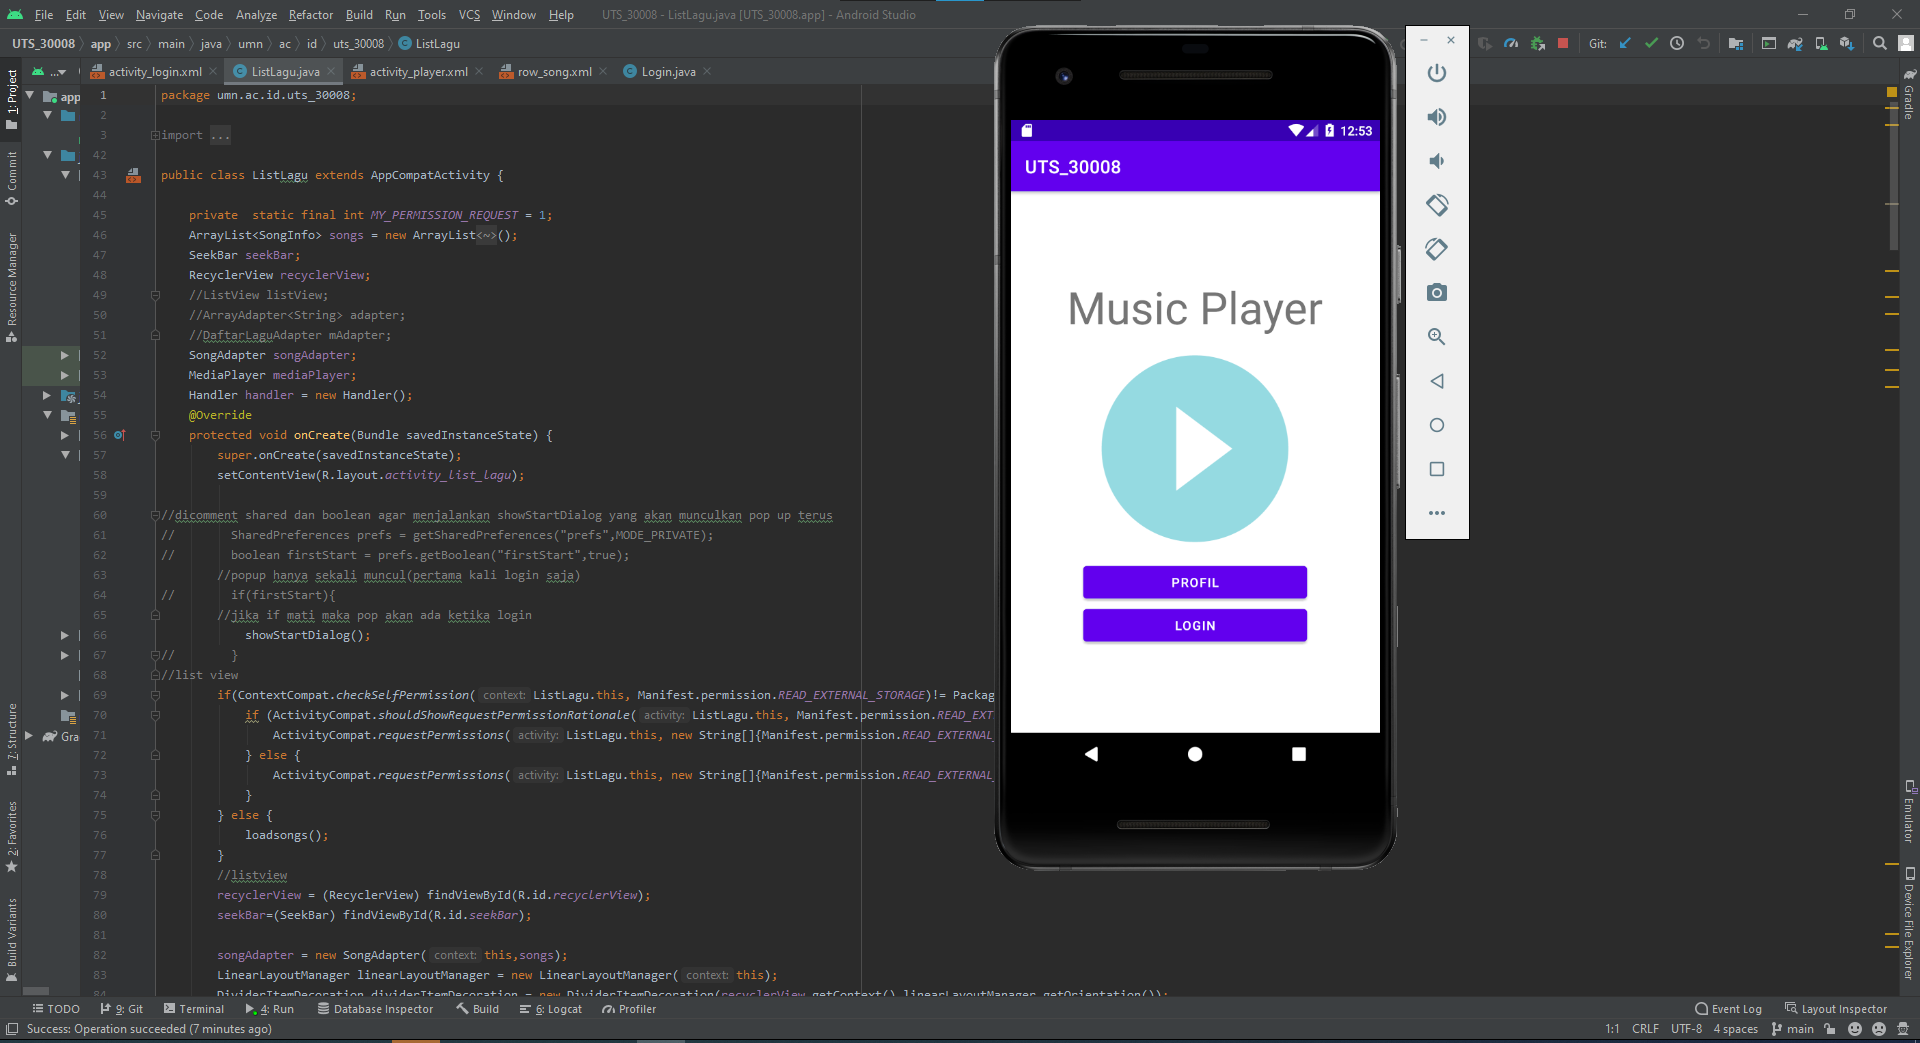 File Edit View Navigate Code Analyze Refactor Build Run Tools VCS Window Help UTS_30008 - ListLagu.java [UTS_30008.app] - Android Studio
UTS_30008 app src main java umn ac id uts_30008 ListLagu Git:
... activity_login.xml ListLagu.java activity_player.xml row_song.xml Login.java
1: Project
Commit
Resource Manager
7: Structure
2: Favorites
Build Variants
app
Gra
1 package umn.ac.id.uts_30008;
2
3 import ...
42
43 public class ListLagu extends AppCompatActivity {
44
45 private  static final int MY_PERMISSION_REQUEST = 1;
46 ArrayList<SongInfo> songs = new ArrayList<~>();
47 SeekBar seekBar;
48 RecyclerView recyclerView;
49 //ListView listView;
50 //ArrayAdapter<String> adapter;
51 //DaftarLaguAdapter mAdapter;
52 SongAdapter songAdapter;
53 MediaPlayer mediaPlayer;
54 Handler handler = new Handler();
55 @Override
56 protected void onCreate(Bundle savedInstanceState) {
57 super.onCreate(savedInstanceState);
58 setContentView(R.layout.activity_list_lagu);
59
60 //dicomment shared dan boolean agar menjalankan showStartDialog yang akan munculkan pop up terus
61 // SharedPreferences prefs = getSharedPreferences("prefs",MODE_PRIVATE);
62 // boolean firstStart = prefs.getBoolean("firstStart",true);
63 //popup hanya sekali muncul(pertama kali login saja)
64 // if(firstStart){
65 //jika if mati maka pop akan ada ketika login
66 showStartDialog();
67 // }
68 //list view
69 if(ContextCompat.checkSelfPermission( context: ListLagu.this, Manifest.permission.READ_EXTERNAL_STORAGE)!= Packag
70 if (ActivityCompat.shouldShowRequestPermissionRationale( activity: ListLagu.this, Manifest.permission.READ_EXT
71 ActivityCompat.requestPermissions( activity: ListLagu.this, new String[]{Manifest.permission.READ_EXTERNAL_
72 } else {
73 ActivityCompat.requestPermissions( activity: ListLagu.this, new String[]{Manifest.permission.READ_EXTERNAL_
74 }
75 } else {
76 loadsongs();
77 }
78 //listview
79 recyclerView = (RecyclerView) findViewById(R.id.recyclerView);
80 seekBar=(SeekBar) findViewById(R.id.seekBar);
81
82 songAdapter = new SongAdapter( context: this,songs);
83 LinearLayoutManager linearLayoutManager = new LinearLayoutManager( context: this);
84 DividerItemDecoration dividerItemDecoration = new DividerItemDecoration(recyclerView.getContext(),linearLayoutManager.getOrientation());
12:53
UTS_30008
Music Player
PROFIL
LOGIN
Gradle
Emulator
Device File Explorer
TODO 9: Git Terminal 4: Run Database Inspector Build 6: Logcat Profiler Event Log Layout Inspector
Success: Operation succeeded (7 minutes ago) 1:1 CRLF UTF-8 4 spaces main